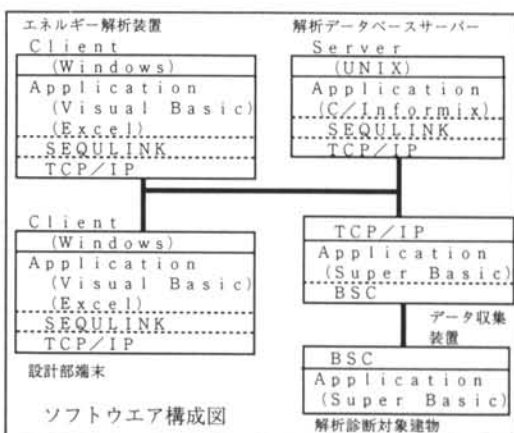 エネルギー解析装置
Client
(Windows)
Application
(Visual Basic)
(Excel)
SEQULINK
TCP/IP
解析データベースサーバー
Server
(UNIX)
Application
(C/Informix)
SEQULINK
TCP/IP
Client
(Windows)
Application
(Visual Basic)
(Excel)
SEQULINK
TCP/IP
設計部端末
TCP/IP
Application
(Super Basic)
BSC
データ収集
装置
BSC
Application
(Super Basic)
解析診断対象建物
ソフトウエア構成図